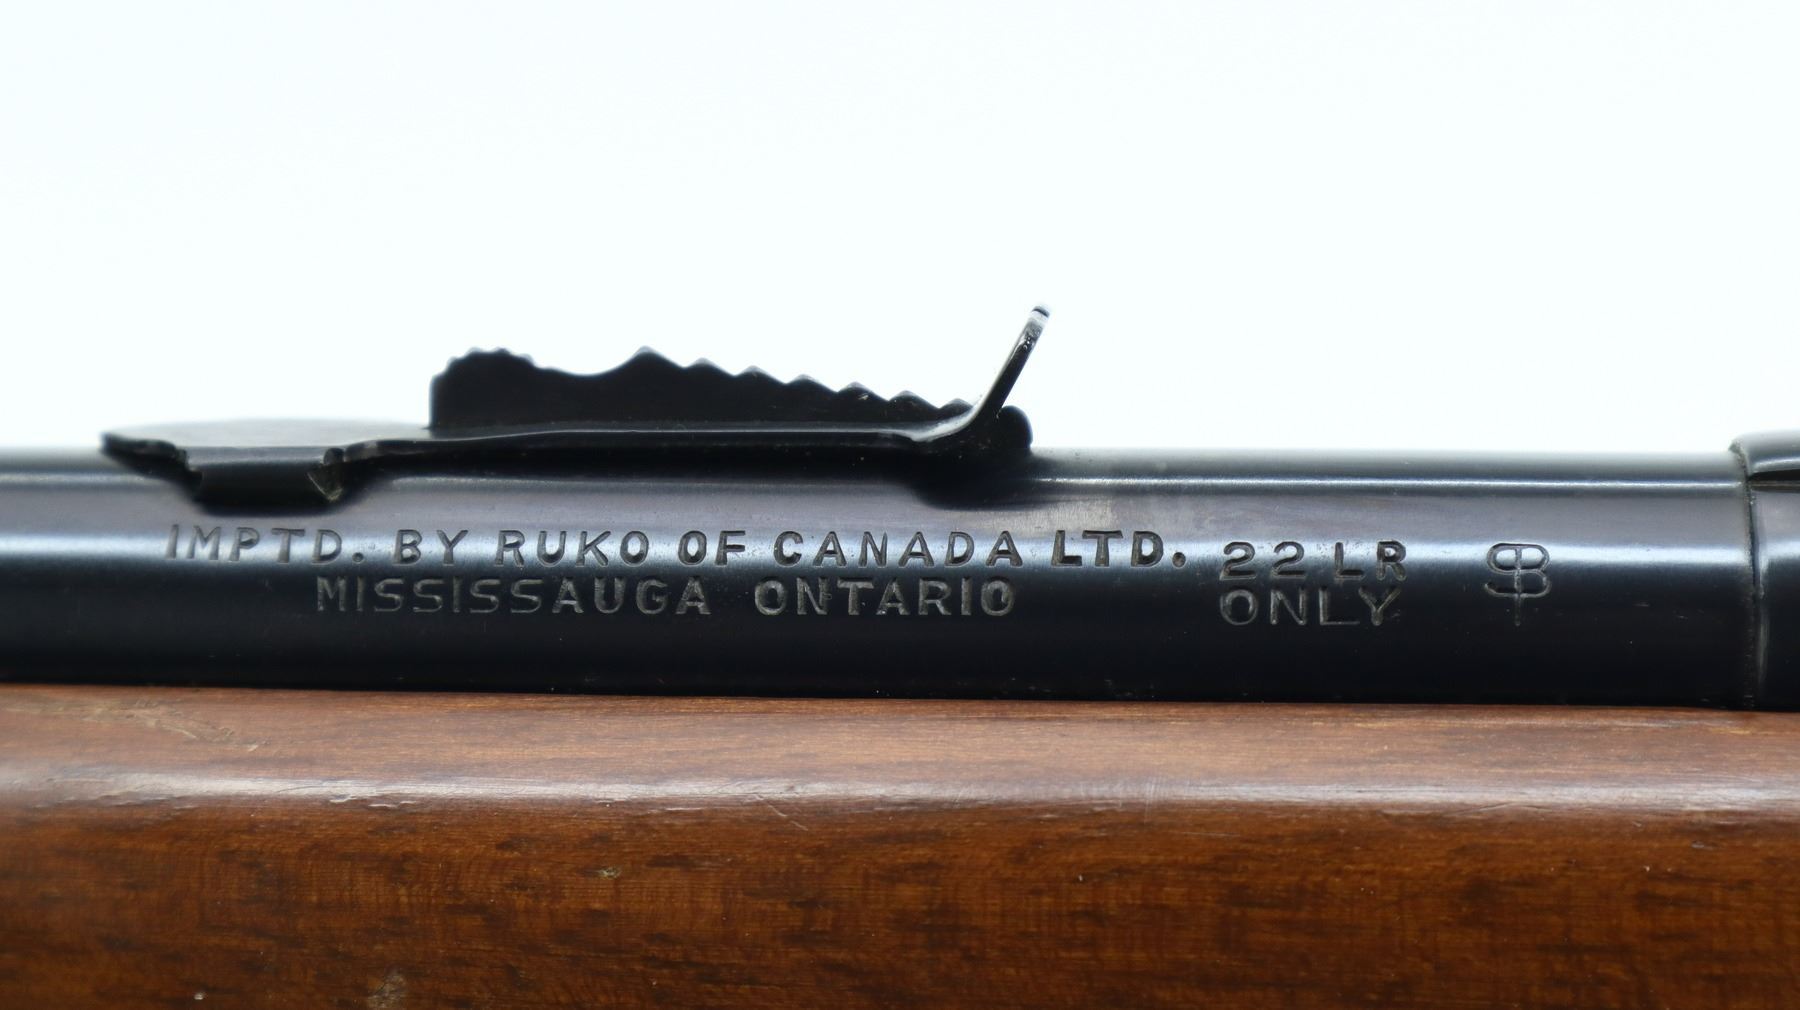 IMPTD. BY RUKO OF CANADA LTD.
MISSISSAUGA ONTARIO
22 LR
ONLY